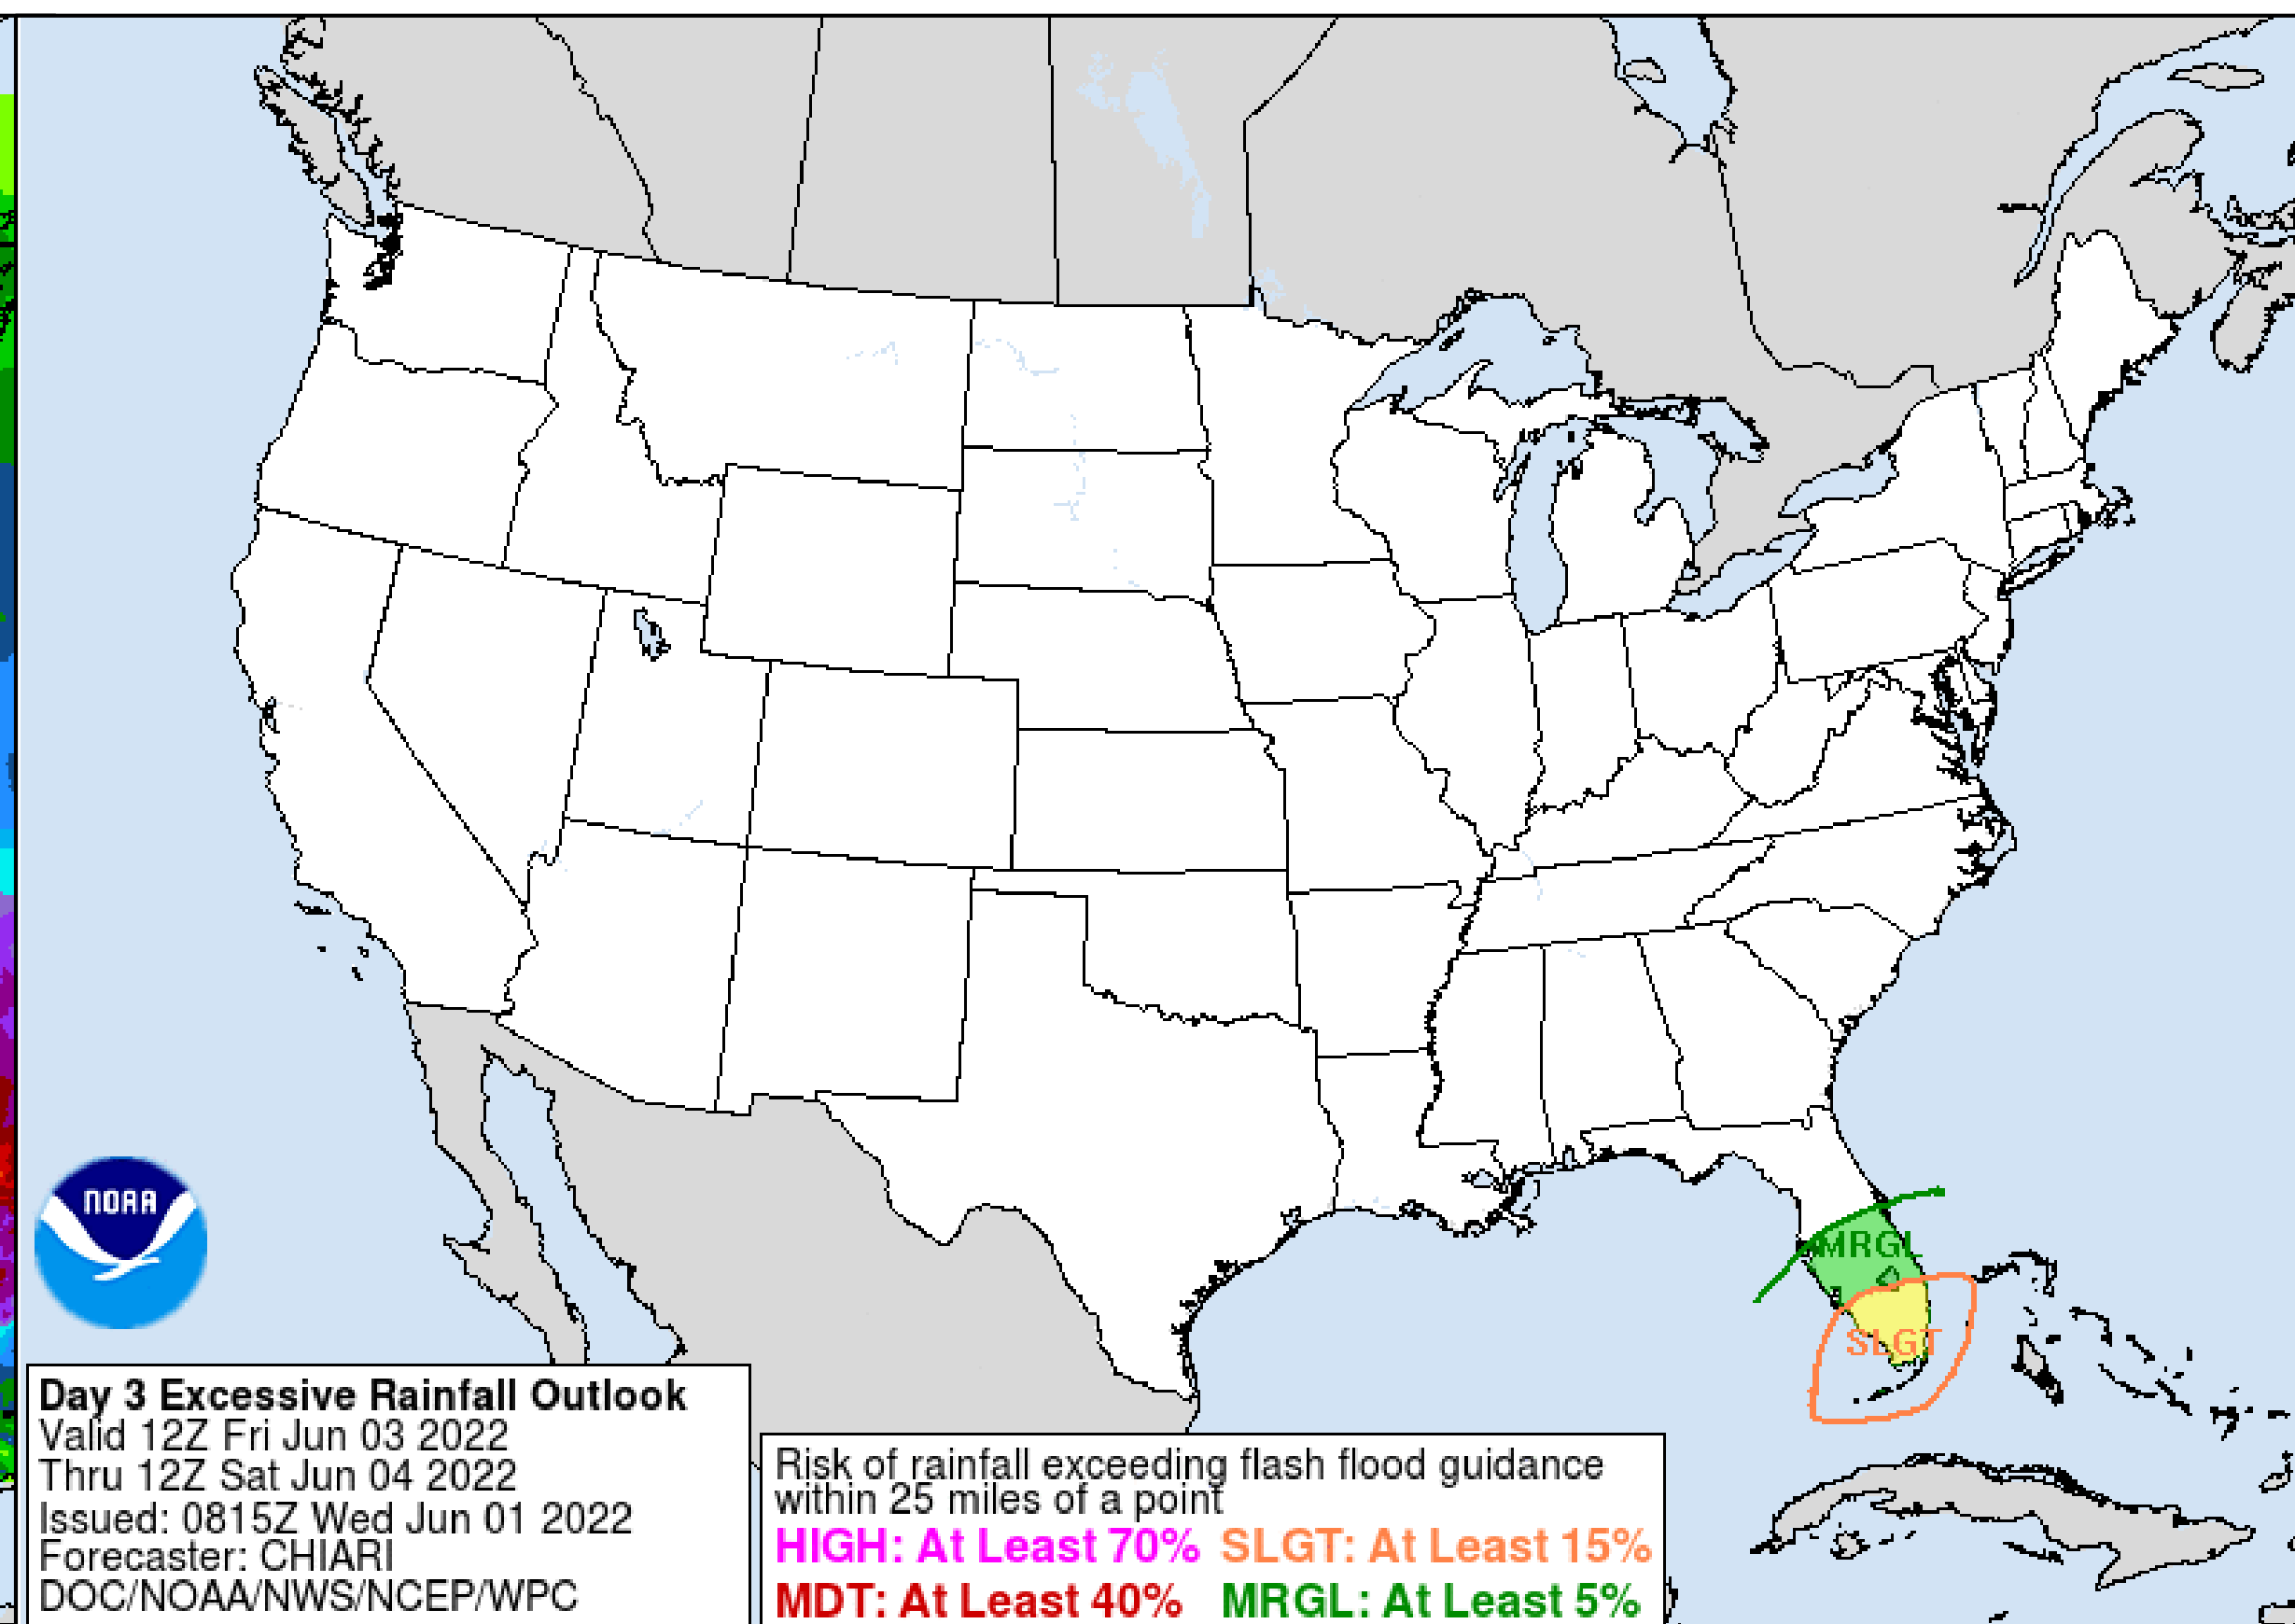 NOAA
MRGL
SLGT
Day 3 Excessive Rainfall Outlook
Valid 12Z Fri Jun 03 2022
Thru 12Z Sat Jun 04 2022
Issued: 0815Z Wed Jun 01 2022
Forecaster: CHIARI
DOC/NOAA/NWS/NCEP/WPC
Risk of rainfall exceeding flash flood guidance
within 25 miles of a point
HIGH: At Least 70% SLGT: At Least 15%
MDT: At Least 40% MRGL: At Least 5%